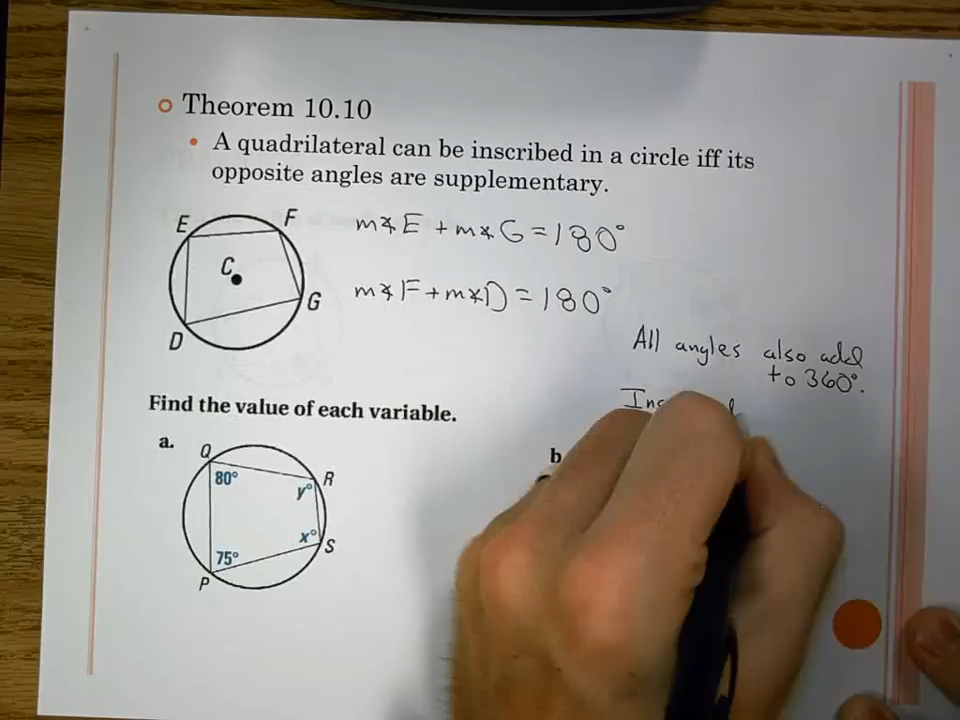 Theorem 10.10
A quadrilateral can be inscribed in a circle iff its
opposite angles are supplementary.
E
F
m∡E + m∡G = 180°
C
m∡F + m∡D = 180°
G
D
All angles also add
to 360°.
Find the value of each variable.
a.
Q
b
80°
R
y°
x°
S
75°
P